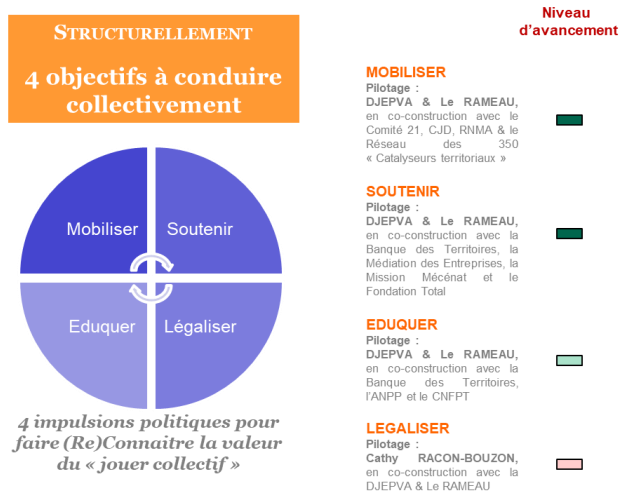 STRUCTURELLEMENT
4 objectifs à conduire
collectivement
Mobiliser
Soutenir
Eduquer
Légaliser
4 impulsions politiques pour
faire (Re)Connaitre la valeur
du « jouer collectif »
Niveau
d'avancement
MOBILISER
Pilotage :
DJEPVA & Le RAMEAU,
en co-construction avec le
Comité 21, CJD, RNMA & le
Réseau des 350
« Catalyseurs territoriaux »
SOUTENIR
Pilotage :
DJEPVA & Le RAMEAU,
en co-construction avec la
Banque des Territoires, la
Médiation des Entreprises, la
Mission Mécénat et le
Fondation Total
EDUQUER
Pilotage :
DJEPVA & Le RAMEAU,
en co-construction avec la
Banque des Territoires,
l'ANPP et le CNFPT
LEGALISER
Pilotage :
Cathy RACON-BOUZON,
en co-construction avec la
DJEPVA & Le RAMEAU